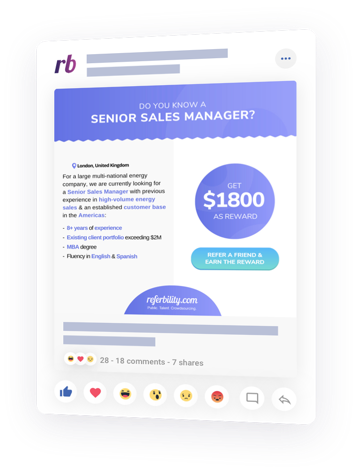 rb
DO YOU KNOW A
SENIOR SALES MANAGER?
London, United Kingdom
For a large multi-national energy
company, we are currently looking for
a Senior Sales Manager with previous
experience in high-volume energy
sales & an established customer base
in the Americas:
- 8+ years of experience
- Existing client portfolio exceeding $2M
- MBA degree
- Fluency in English & Spanish
GET
$1800
AS REWARD
REFER A FRIEND &
EARN THE REWARD
referbility.com
28 - 18 comments - 7 shares